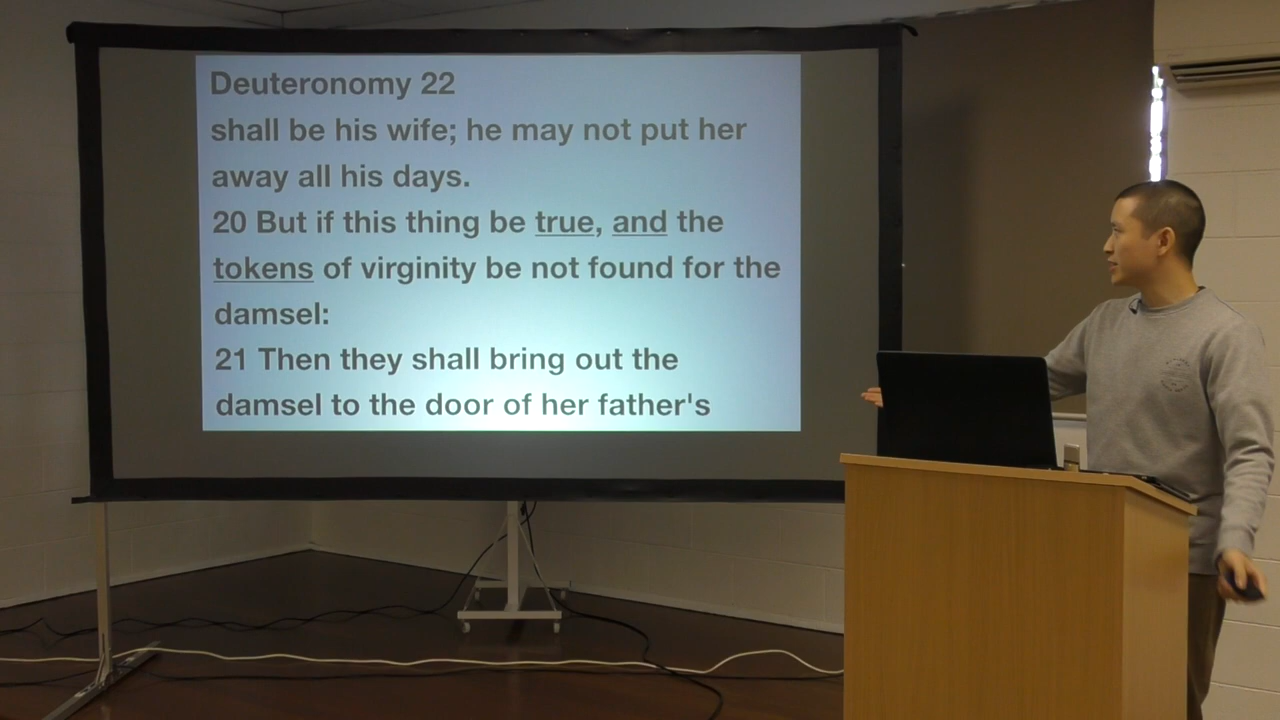 Deuteronomy 22
shall be his wife; he may not put her
away all his days.
20 But if this thing be true, and the
tokens of virginity be not found for the
damsel:
21 Then they shall bring out the
damsel to the door of her father's